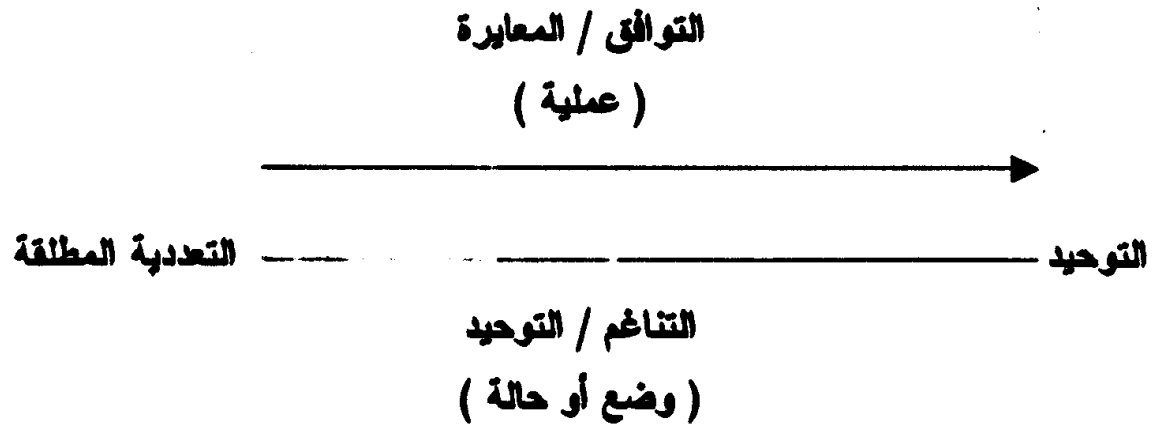 التوافق / المعايرة
( عملية )
التوحيد
التعددية المطلقة
التناغم / التوحيد
( وضع أو حالة )